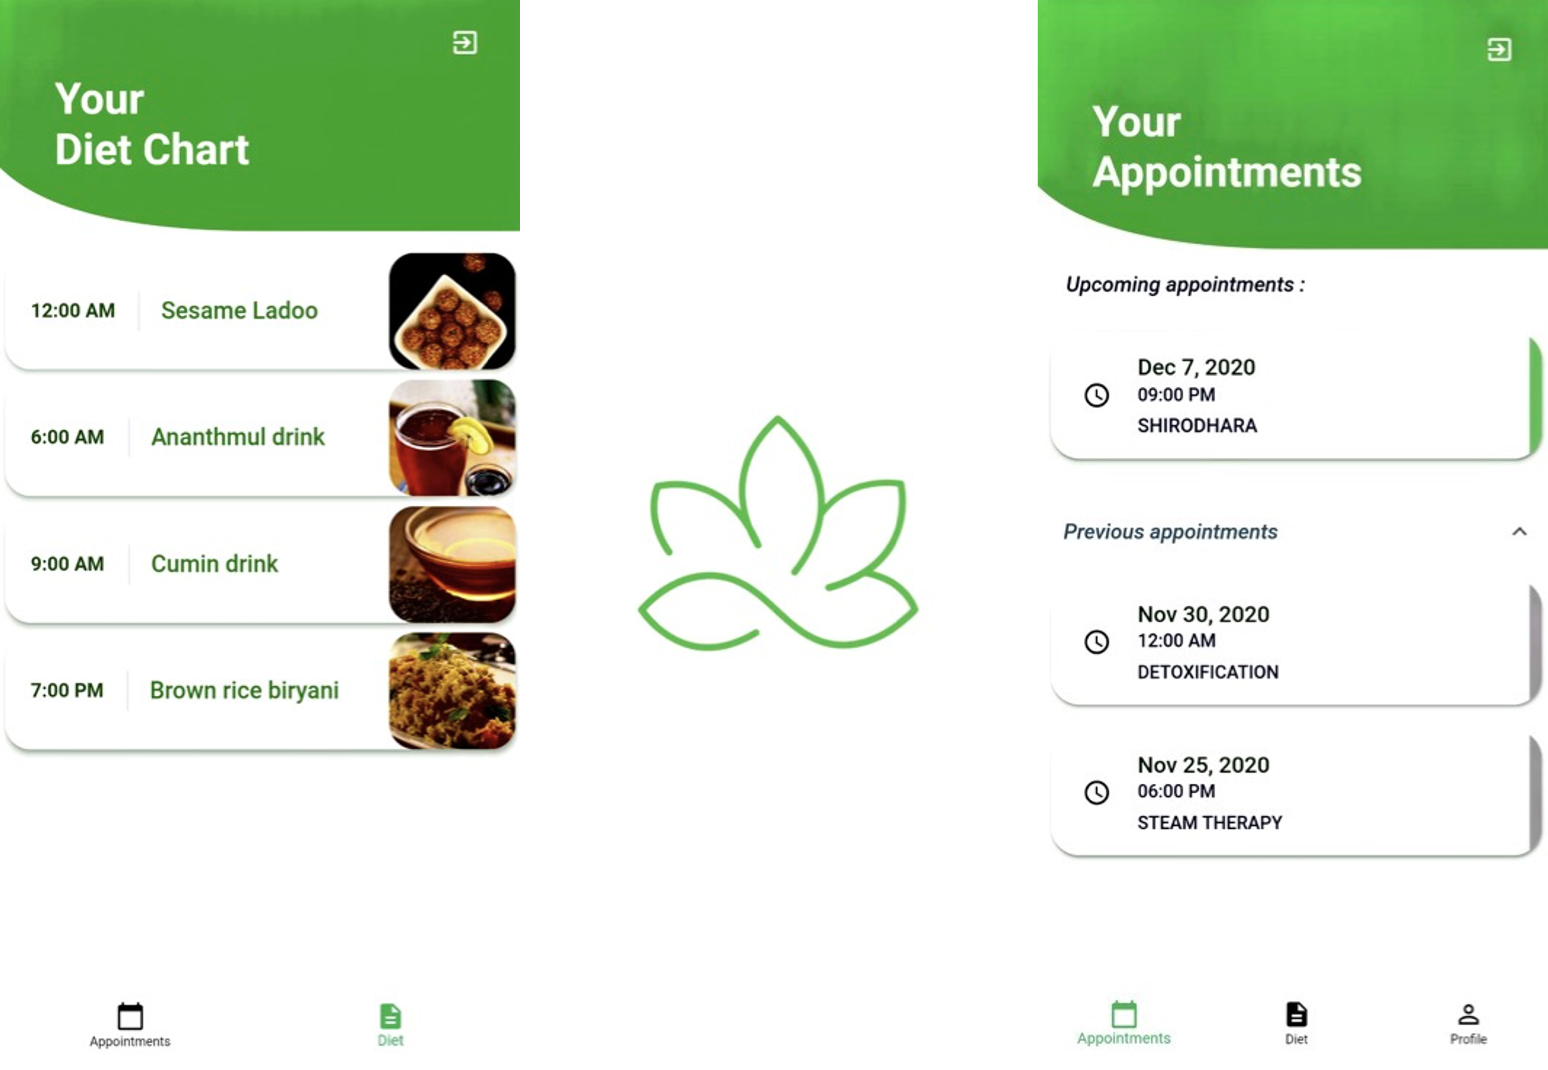 Your
Diet Chart
12:00 AM
Sesame Ladoo
6:00 AM
Ananthmul drink
9:00 AM
Cumin drink
7:00 PM
Brown rice biryani
Appointments
Diet
Your
Appointments
Upcoming appointments :
Dec 7, 2020
09:00 PM
SHIRODHARA
Previous appointments
Nov 30, 2020
12:00 AM
DETOXIFICATION
Nov 25, 2020
06:00 PM
STEAM THERAPY
Appointments
Diet
Profile